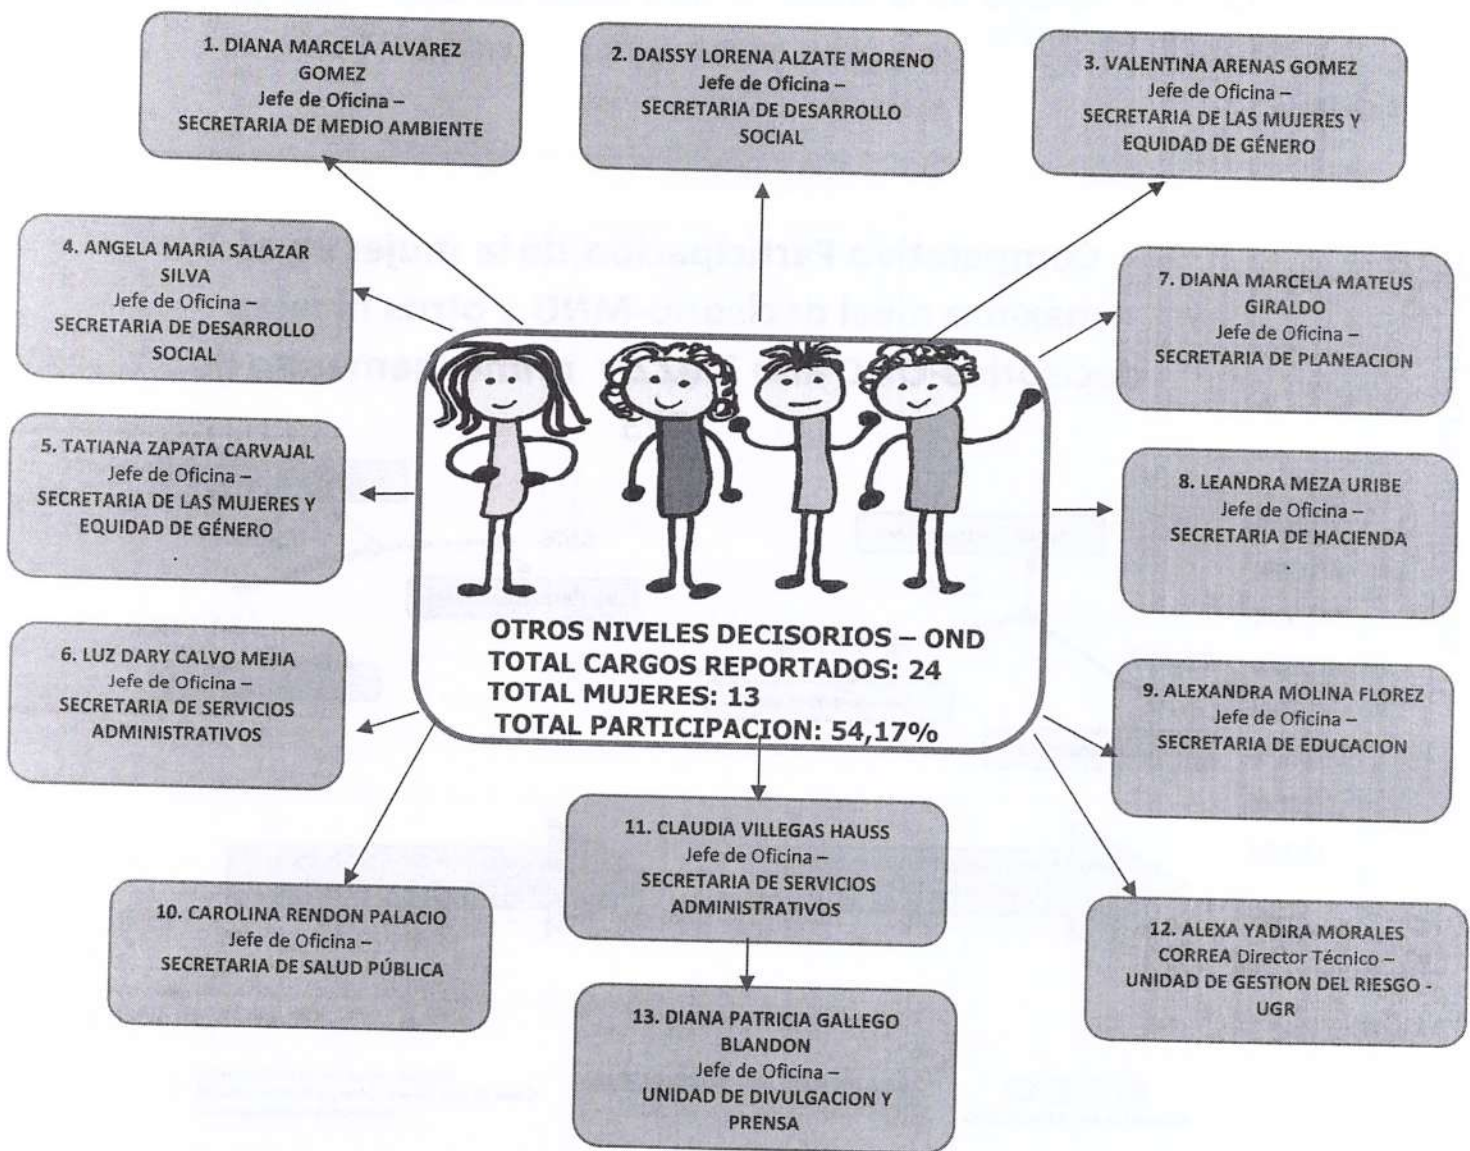 1. DIANA MARCELA ALVAREZ
GOMEZ
Jefe de Oficina –
SECRETARIA DE MEDIO AMBIENTE
2. DAISSY LORENA ALZATE MORENO
Jefe de Oficina –
SECRETARIA DE DESARROLLO
SOCIAL
3. VALENTINA ARENAS GOMEZ
Jefe de Oficina –
SECRETARIA DE LAS MUJERES Y
EQUIDAD DE GÉNERO
4. ANGELA MARIA SALAZAR
SILVA
Jefe de Oficina –
SECRETARIA DE DESARROLLO
SOCIAL
7. DIANA MARCELA MATEUS
GIRALDO
Jefe de Oficina –
SECRETARIA DE PLANEACION
5. TATIANA ZAPATA CARVAJAL
Jefe de Oficina –
SECRETARIA DE LAS MUJERES Y
EQUIDAD DE GÉNERO
.
8. LEANDRA MEZA URIBE
Jefe de Oficina –
SECRETARIA DE HACIENDA
.
6. LUZ DARY CALVO MEJIA
Jefe de Oficina –
SECRETARIA DE SERVICIOS
ADMINISTRATIVOS
OTROS NIVELES DECISORIOS – OND
TOTAL CARGOS REPORTADOS: 24
TOTAL MUJERES: 13
TOTAL PARTICIPACION: 54,17%
9. ALEXANDRA MOLINA FLOREZ
Jefe de Oficina –
SECRETARIA DE EDUCACION
10. CAROLINA RENDON PALACIO
Jefe de Oficina –
SECRETARIA DE SALUD PÚBLICA
11. CLAUDIA VILLEGAS HAUSS
Jefe de Oficina –
SECRETARIA DE SERVICIOS
ADMINISTRATIVOS
12. ALEXA YADIRA MORALES
CORREA Director Técnico –
UNIDAD DE GESTION DEL RIESGO -
UGR
13. DIANA PATRICIA GALLEGO
BLANDON
Jefe de Oficina –
UNIDAD DE DIVULGACION Y
PRENSA